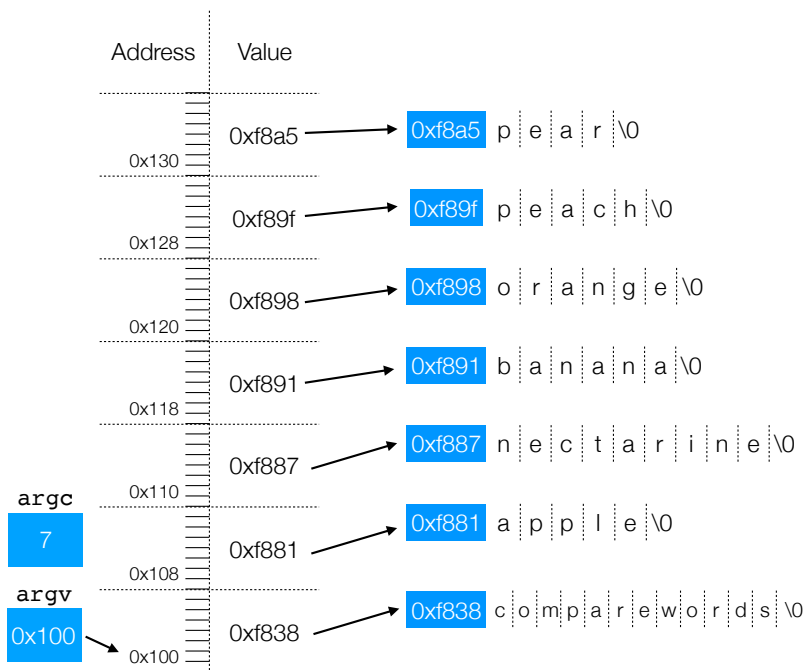 Address Value
0xf8a5 0xf8a5 p e a r \0
0x130
0xf89f 0xf89f p e a c h \0
0x128
0xf898 0xf898 o r a n g e \0
0x120
0xf891 0xf891 b a n a n a \0
0x118
0xf887 0xf887 n e c t a r i n e \0
0x110
argc
7
0xf881 0xf881 a p p l e \0
0x108
argv
0x100
0xf838 0xf838 c o m p a r e w o r d s \0
0x100